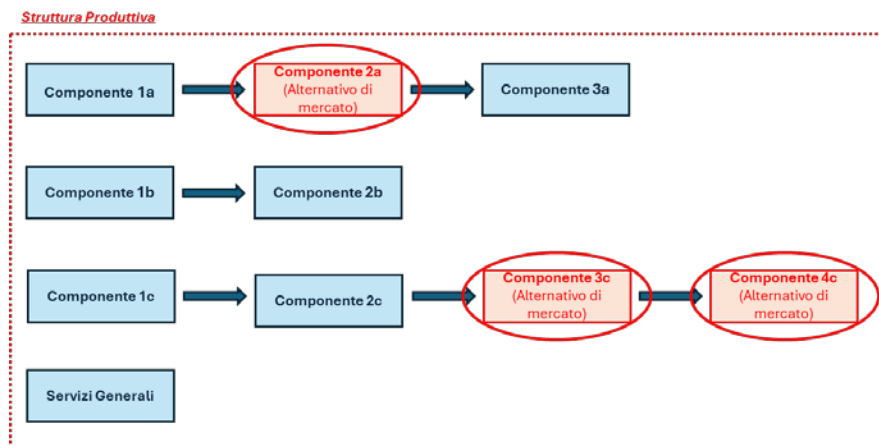 Struttura Produttiva
Componente 1a
Componente 2a
(Alternativo di
mercato)
Componente 3a
Componente 1b
Componente 2b
Componente 1c
Componente 2c
Componente 3c
(Alternativo di
mercato)
Componente 4c
(Alternativo di
mercato)
Servizi Generali